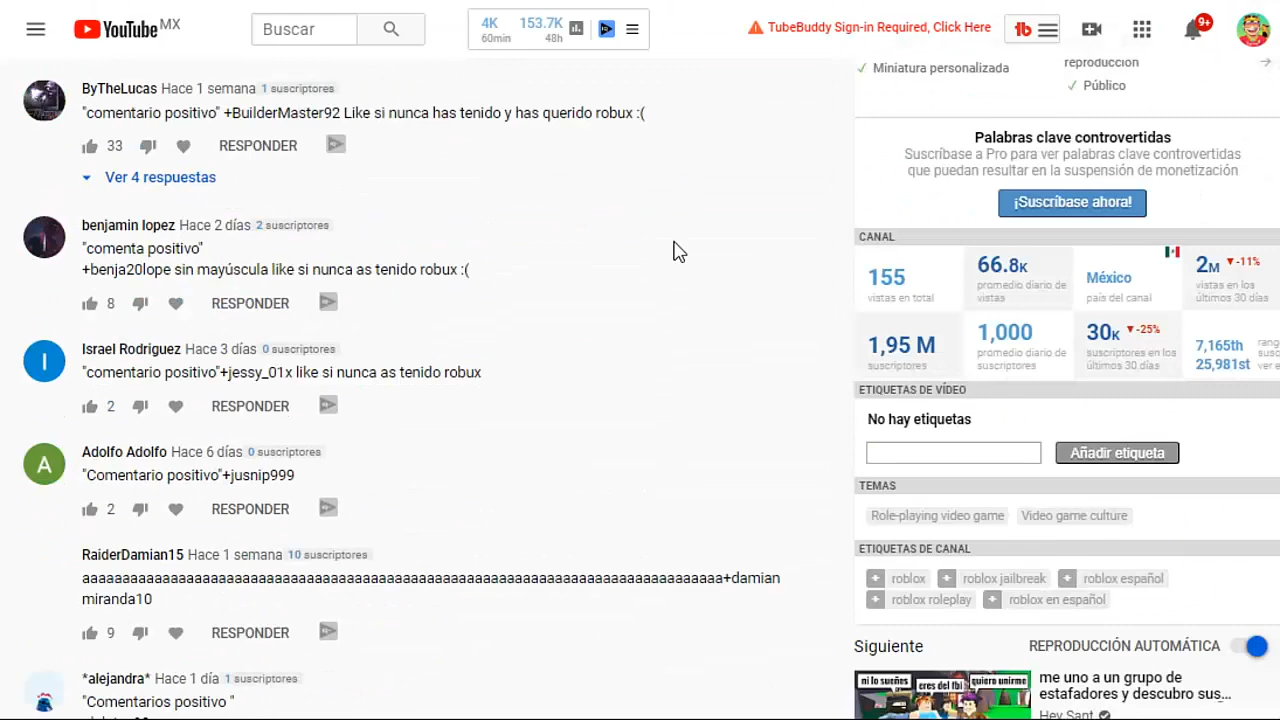 YouTube MX
Buscar
4K
60min
153.7K
48h
TubeBuddy Sign-in Required, Click Here
tb
9+
ByTheLucas Hace 1 semana 1 suscriptores
"comentario positivo" +BuilderMaster92 Like si nunca has tenido y has querido robux :(
33
RESPONDER
Ver 4 respuestas
benjamin lopez Hace 2 días 2 suscriptores
"comenta positivo"
+benja20lope sin mayúscula like si nunca as tenido robux :(
8
RESPONDER
I
Israel Rodriguez Hace 3 días 0 suscriptores
"comentario positivo"+jessy_01x like si nunca as tenido robux
2
RESPONDER
A
Adolfo Adolfo Hace 6 días 0 suscriptores
"Comentario positivo"+jusnip999
2
RESPONDER
RaiderDamian15 Hace 1 semana 10 suscriptores
aaaaaaaaaaaaaaaaaaaaaaaaaaaaaaaaaaaaaaaaaaaaaaaaaaaaaaaaaaaaaaaaaaaaaaaaaaaaaaaa+damian
miranda10
9
RESPONDER
*alejandra* Hace 1 día 1 suscriptores
"Comentarios positivo "
Miniatura personalizada
reproducción
Público
Palabras clave controvertidas
Suscríbase a Pro para ver palabras clave controvertidas
que puedan resultar en la suspensión de monetización
¡Suscríbase ahora!
CANAL
155
vistas en total
66.8K
promedio diario de
vistas
México
país del canal
2M ▼-11%
vistas en los
últimos 30 días
1,95 M
suscriptores
1,000
promedio diario de
suscriptores
30K ▼-25%
suscriptores en los
últimos 30 días
7,165th
25,981st
rang
susc
ver e
ETIQUETAS DE VÍDEO
No hay etiquetas
Añadir etiqueta
TEMAS
Role-playing video game
Video game culture
ETIQUETAS DE CANAL
+ roblox
+ roblox jailbreak
+ roblox español
+ roblox roleplay
+ roblox en español
Siguiente
REPRODUCCIÓN AUTOMÁTICA
ni lo sueñes
eres del fbi
quiero unirme
me uno a un grupo de
estafadores y descubro sus...
Hey Sant